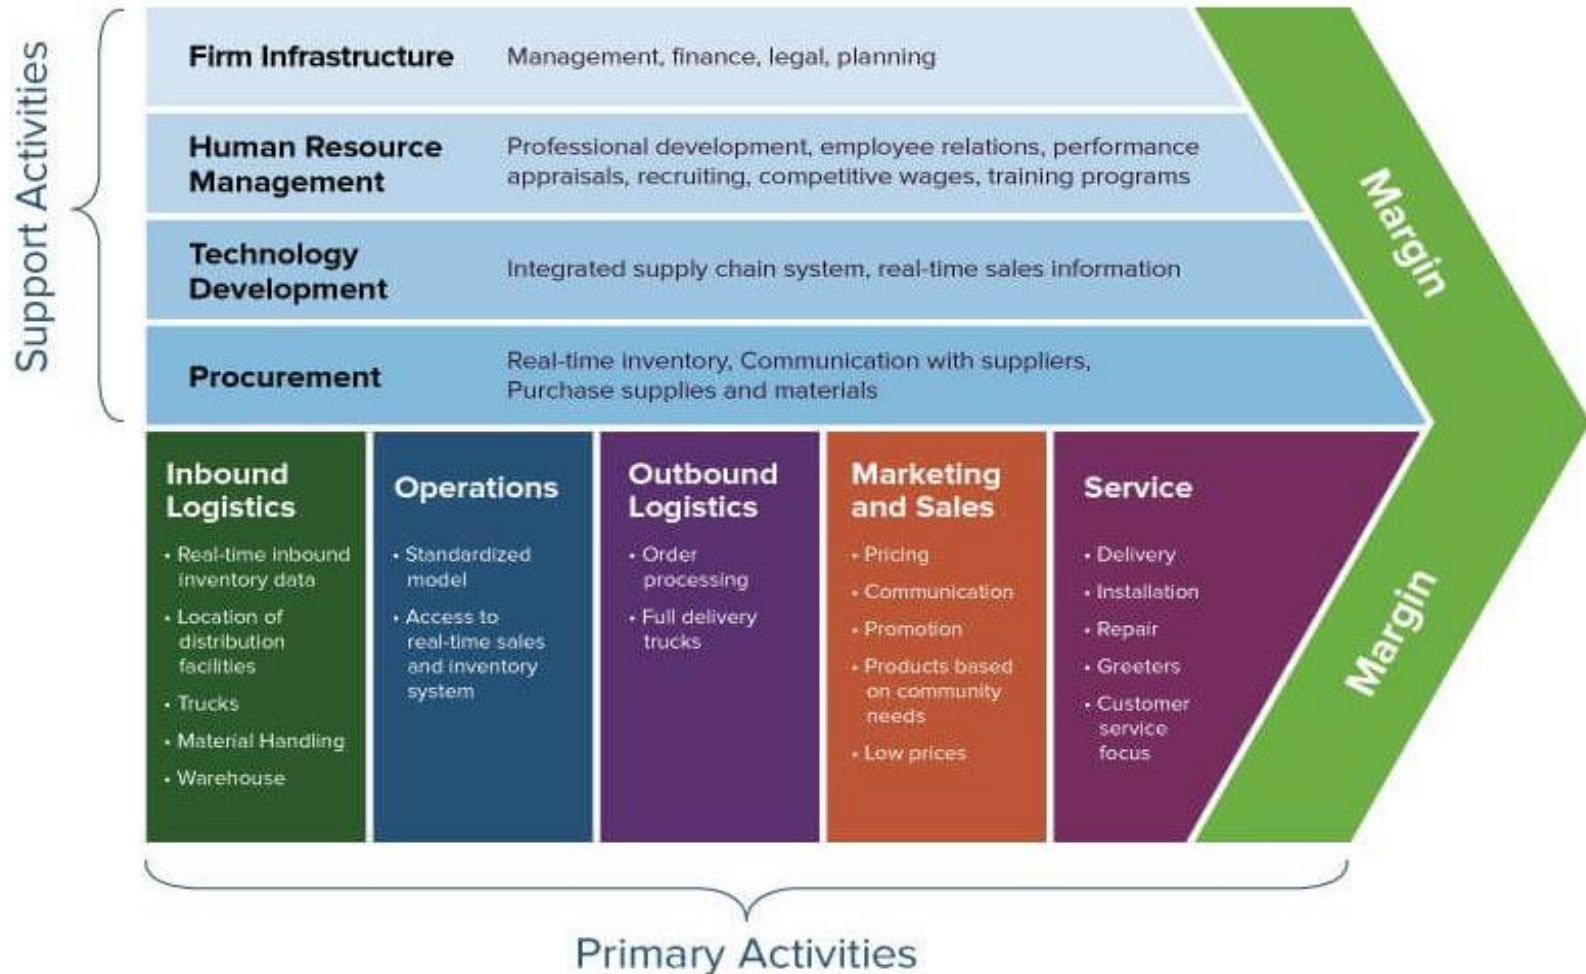 Support Activities
Firm Infrastructure
Management, finance, legal, planning
Human Resource
Management
Professional development, employee relations, performance
appraisals, recruiting, competitive wages, training programs
Technology
Development
Integrated supply chain system, real-time sales information
Procurement
Real-time inventory, Communication with suppliers,
Purchase supplies and materials
Margin
Inbound
Logistics
• Real-time inbound
inventory data
• Location of
distribution
facilities
• Trucks
• Material Handling
• Warehouse
Operations
• Standardized
model
• Access to
real-time sales
and inventory
system
Outbound
Logistics
• Order
processing
• Full delivery
trucks
Marketing
and Sales
• Pricing
• Communication
• Promotion
• Products based
on community
needs
• Low prices
Service
• Delivery
• Installation
• Repair
• Greeters
• Customer
service
focus
Margin
Primary Activities